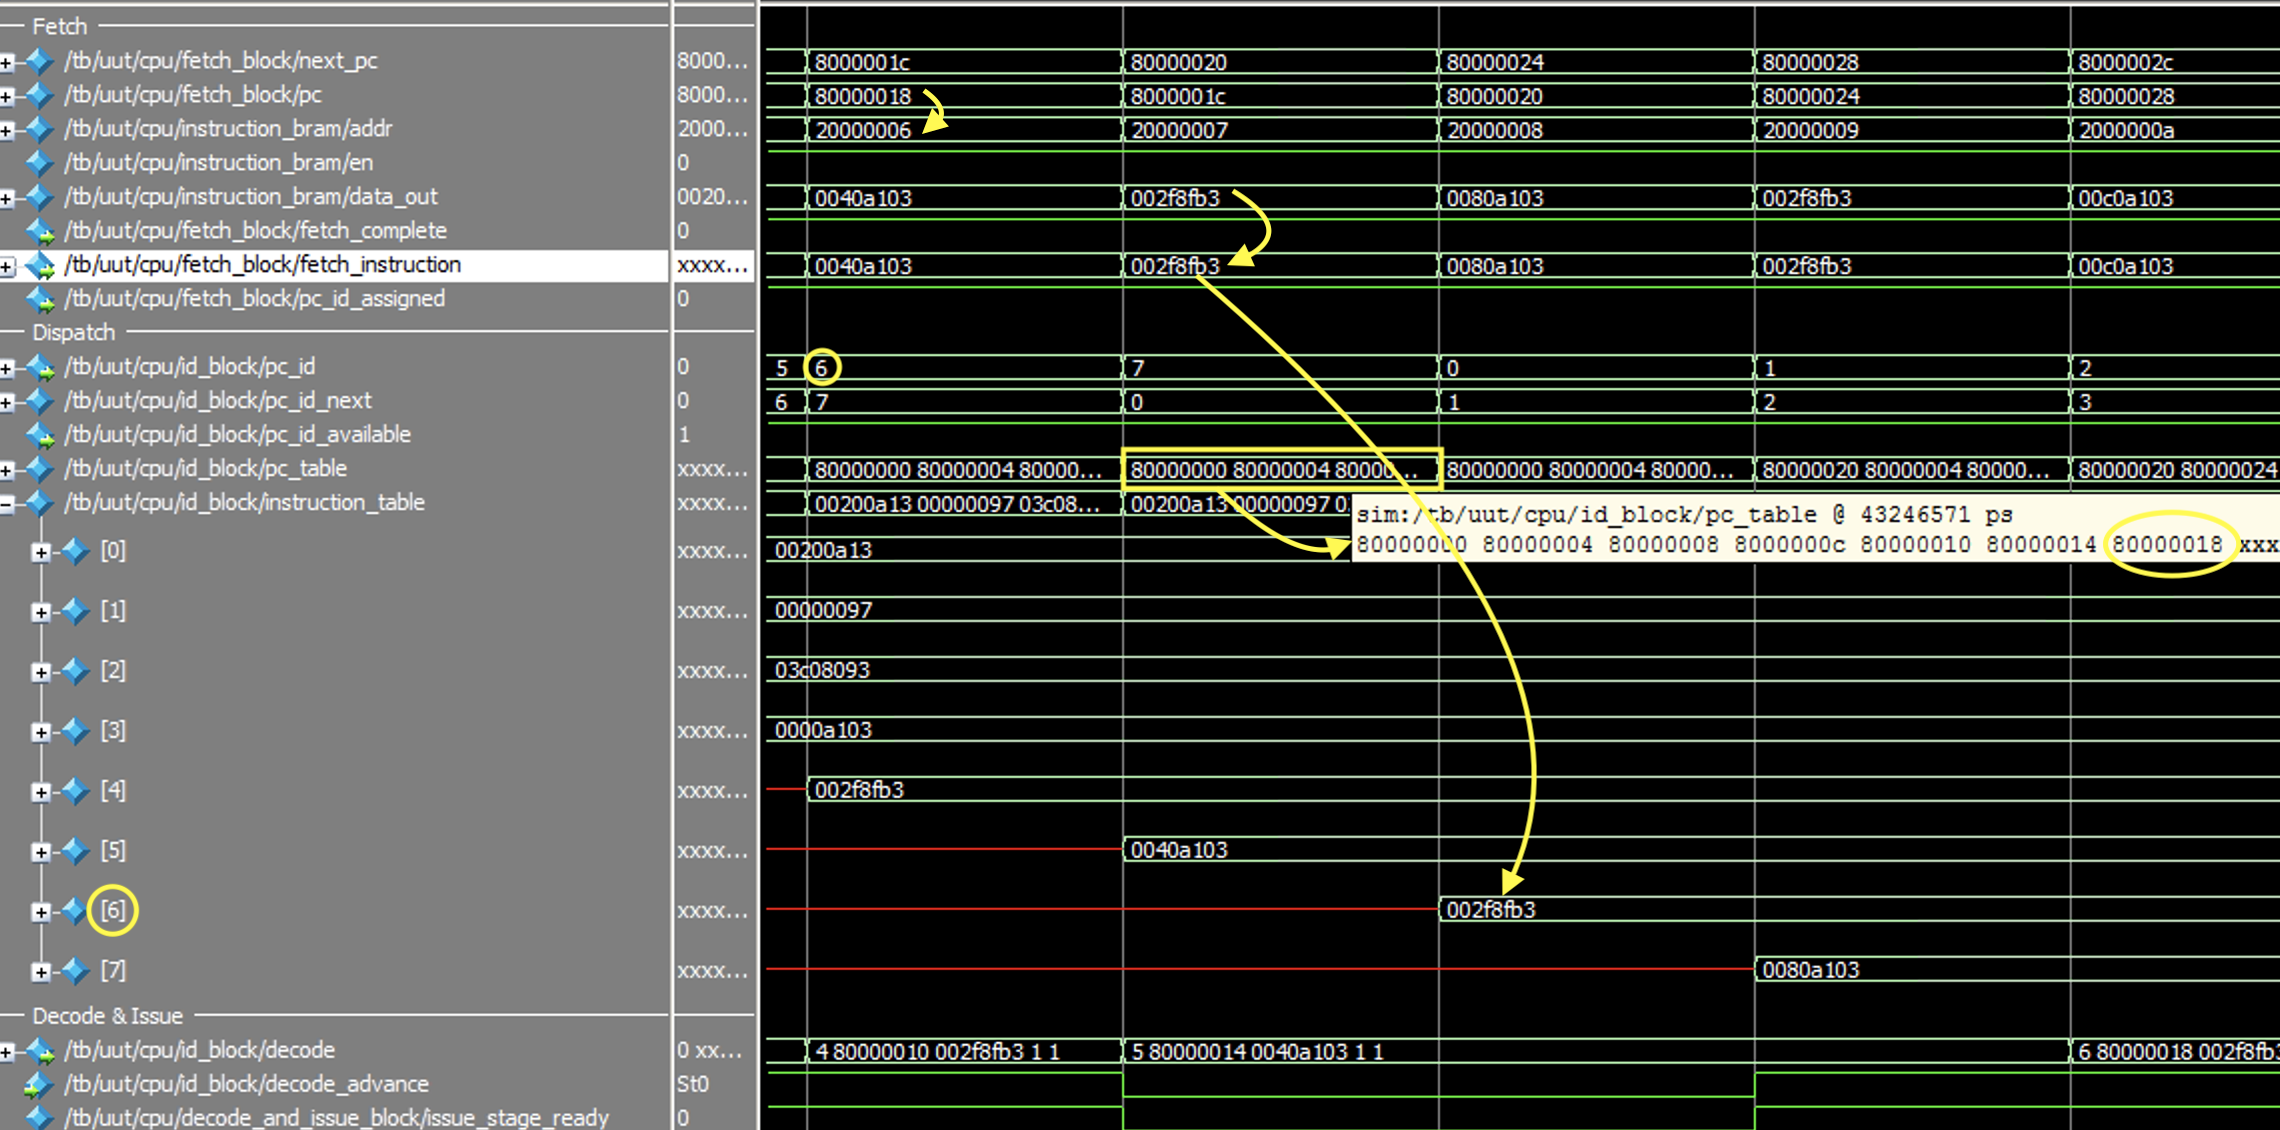 Fetch
/tb/uut/cpu/fetch_block/next_pc 8000... 8000001c 80000020 80000024 80000028 8000002c
/tb/uut/cpu/fetch_block/pc 8000... 80000018 8000001c 80000020 80000024 80000028
/tb/uut/cpu/instruction_bram/addr 2000... 20000006 20000007 20000008 20000009 2000000a
/tb/uut/cpu/instruction_bram/en 0
/tb/uut/cpu/instruction_bram/data_out 0020... 0040a103 002f8fb3 0080a103 002f8fb3 00c0a103
/tb/uut/cpu/fetch_block/fetch_complete 0
/tb/uut/cpu/fetch_block/fetch_instruction xxxx... 0040a103 002f8fb3 0080a103 002f8fb3 00c0a103
/tb/uut/cpu/fetch_block/pc_id_assigned 0
Dispatch
/tb/uut/cpu/id_block/pc_id 0 5 6 7 0 1 2
/tb/uut/cpu/id_block/pc_id_next 0 6 7 0 1 2 3
/tb/uut/cpu/id_block/pc_id_available 1
/tb/uut/cpu/id_block/pc_table xxxx... 80000000 80000004 80000... 80000000 80000004 80000... 80000000 80000004 80000... 80000020 80000004 80000... 80000020 80000024
/tb/uut/cpu/id_block/instruction_table xxxx... 00200a13 00000097 03c08... 00200a13 00000097 0
sim:/tb/uut/cpu/id_block/pc_table @ 43246571 ps
80000000 80000004 80000008 8000000c 80000010 80000014 80000018 xxx
[0] xxxx... 00200a13
[1] xxxx... 00000097
[2] xxxx... 03c08093
[3] xxxx... 0000a103
[4] xxxx... 002f8fb3
[5] xxxx... 0040a103
[6] xxxx... 002f8fb3
[7] xxxx... 0080a103
Decode & Issue
/tb/uut/cpu/id_block/decode 0 xx... 4 80000010 002f8fb3 1 1 5 80000014 0040a103 1 1 6 80000018 002f8fb3
/tb/uut/cpu/id_block/decode_advance St0
/tb/uut/cpu/decode_and_issue_block/issue_stage_ready 0